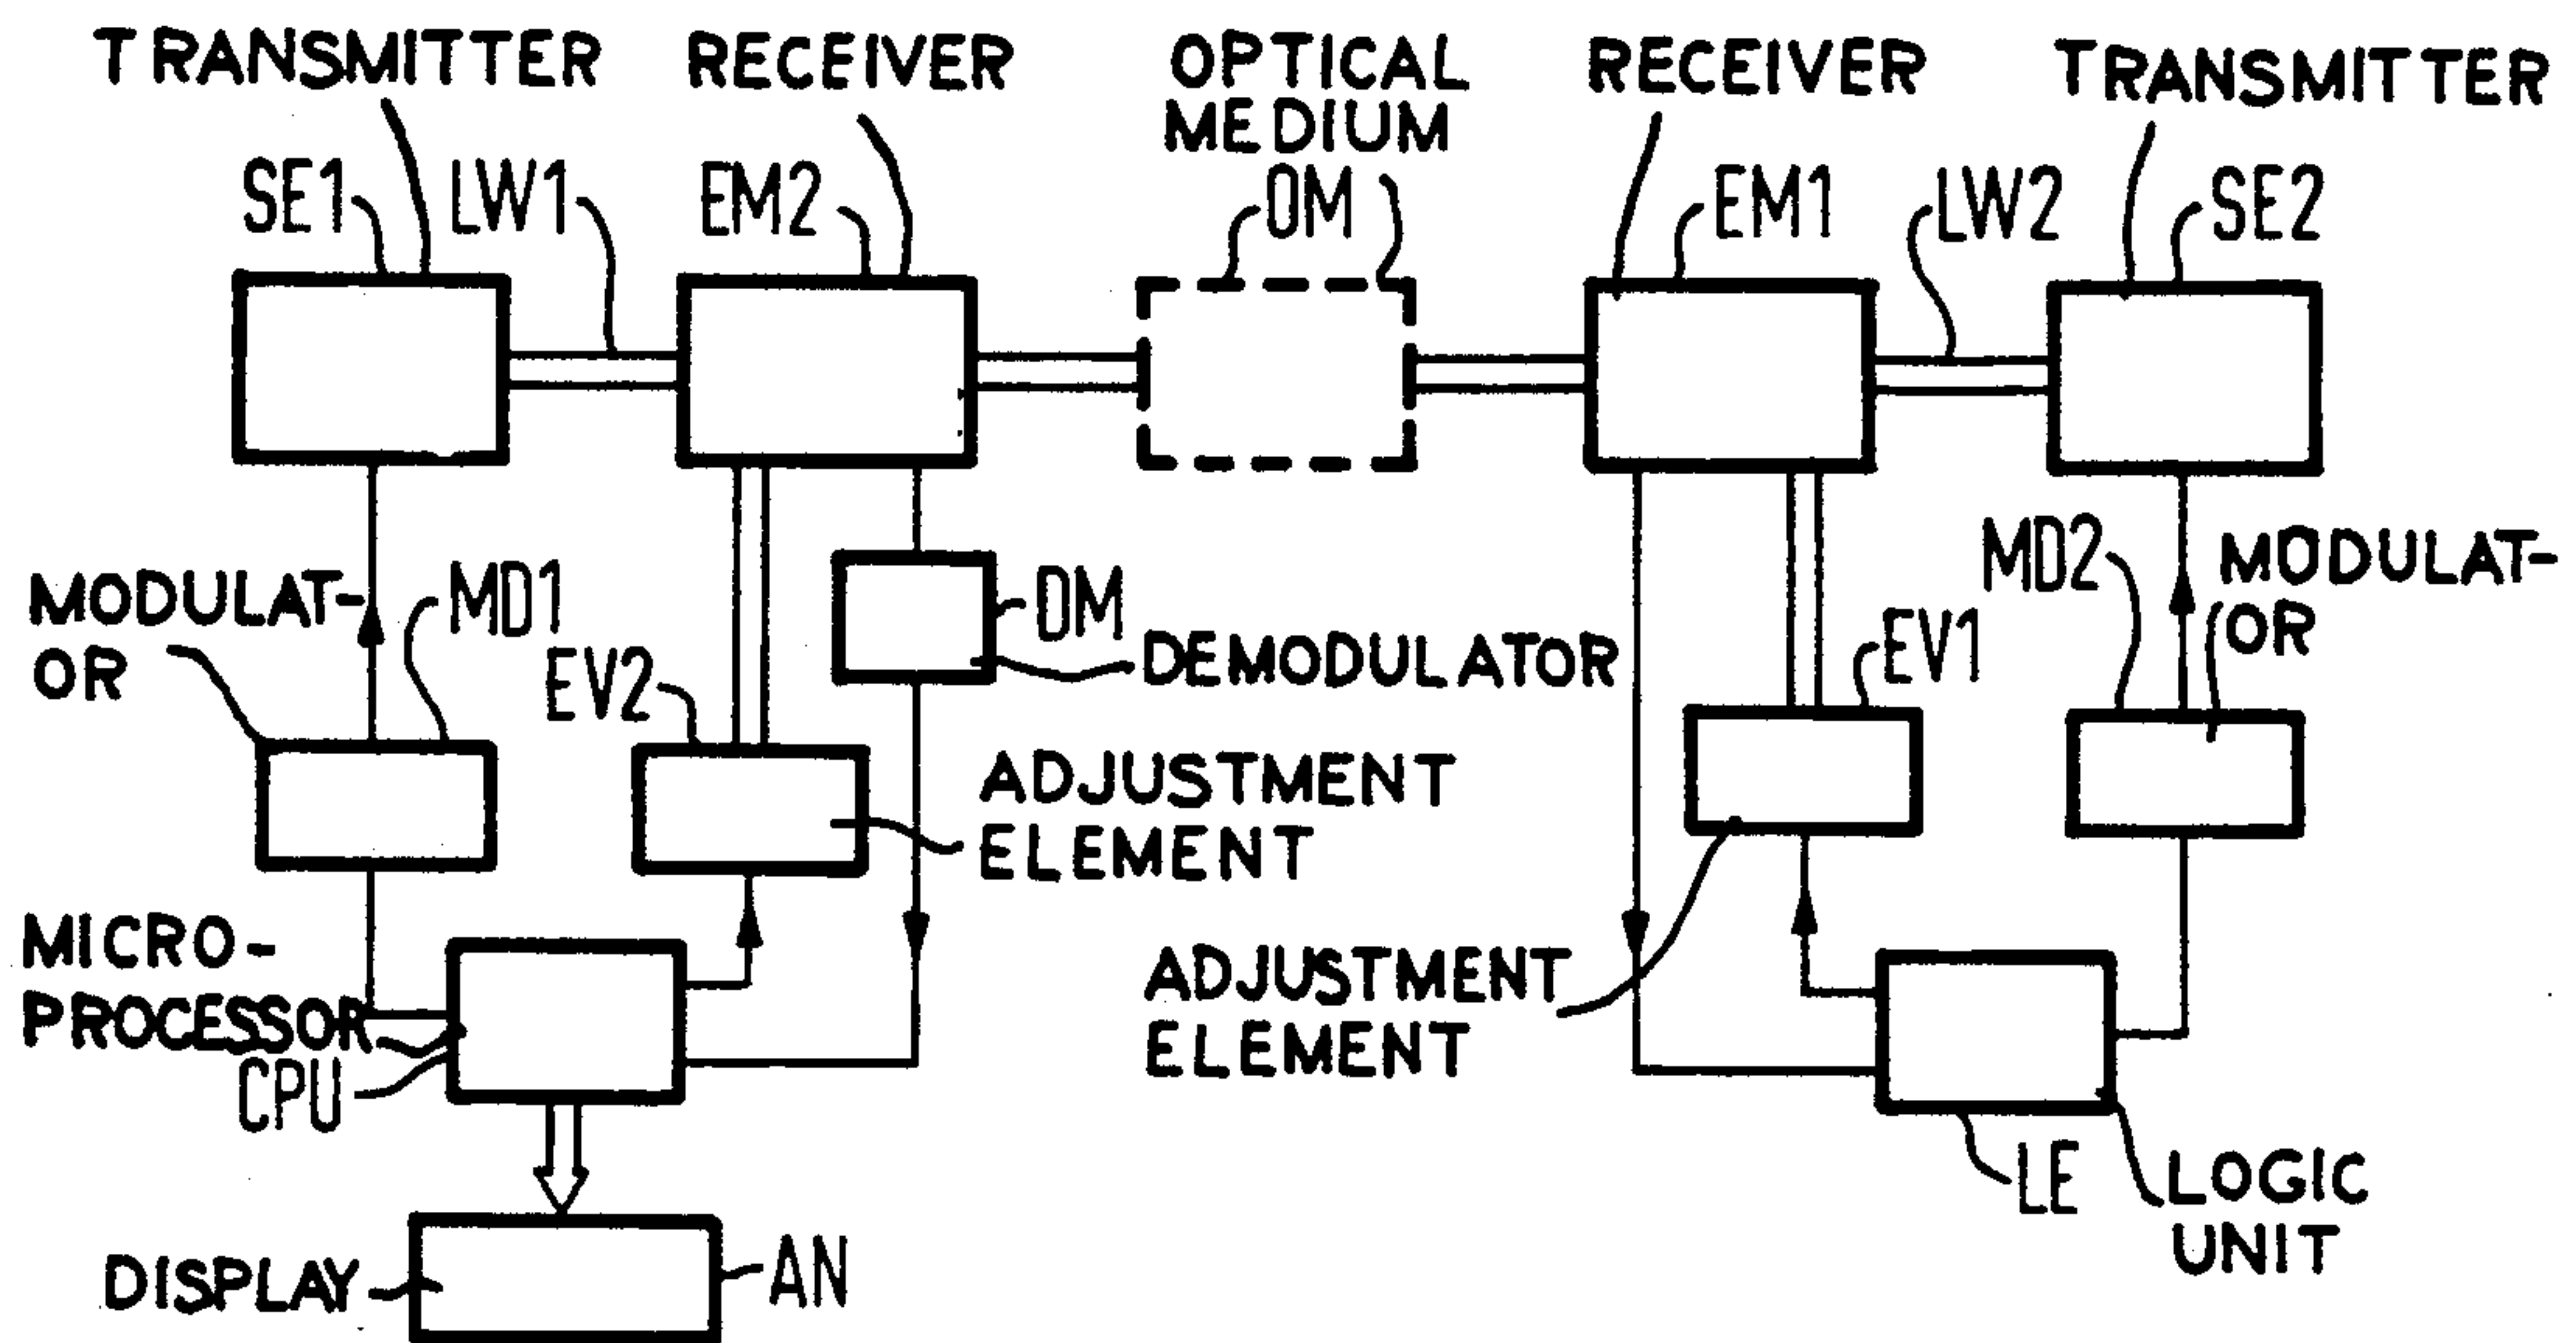 TRANSMITTER
RECEIVER
OPTICAL
MEDIUM
RECEIVER
TRANSMITTER
SE1
LW1
EM2
OM
EM1
LW2
SE2
MODULAT-
OR
MD1
EV2
DM
DEMODULATOR
ADJUSTMENT
ELEMENT
MD2
MODULAT-
OR
EV1
MICRO-
PROCESSOR
CPU
ADJUSTMENT
ELEMENT
LE
LOGIC
UNIT
DISPLAY
AN